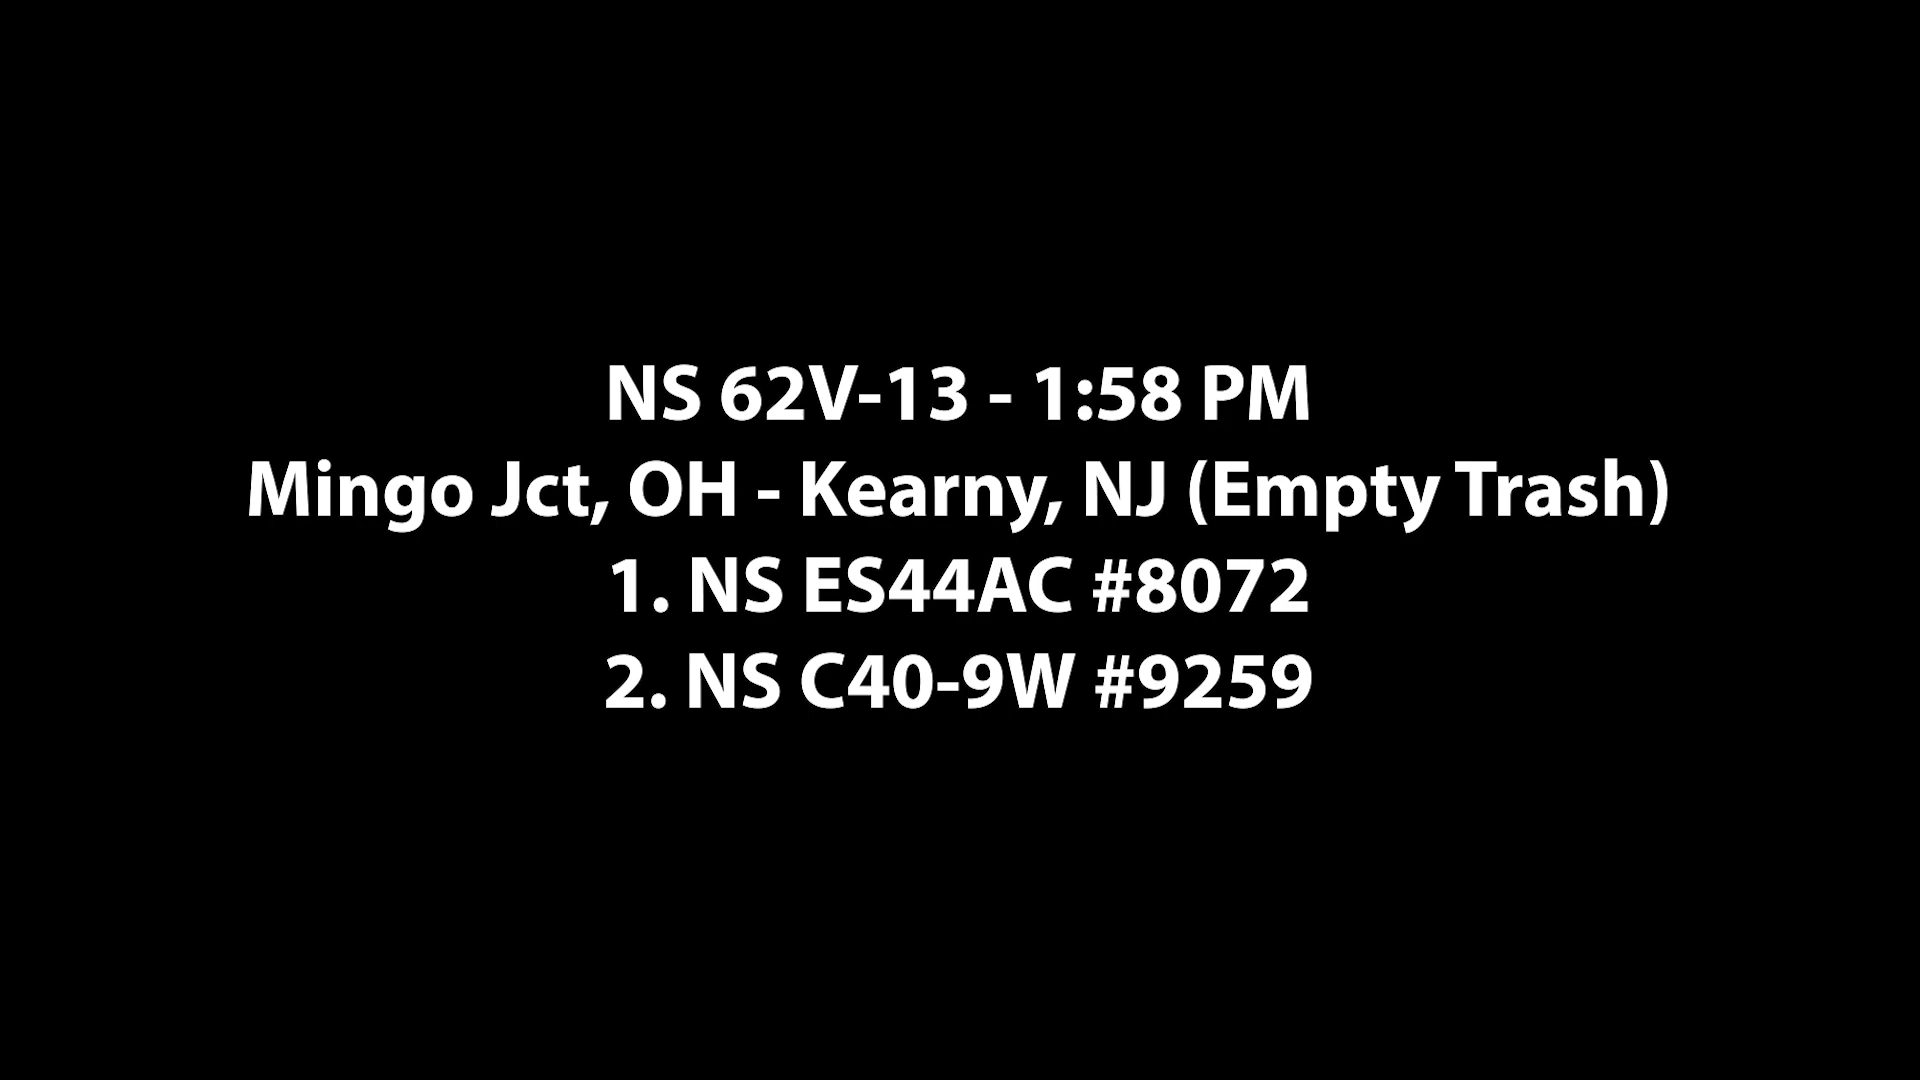 NS 62V-13 - 1:58 PM
Mingo Jct, OH - Kearny, NJ (Empty Trash)
1. NS ES44AC #8072
2. NS C40-9W #9259